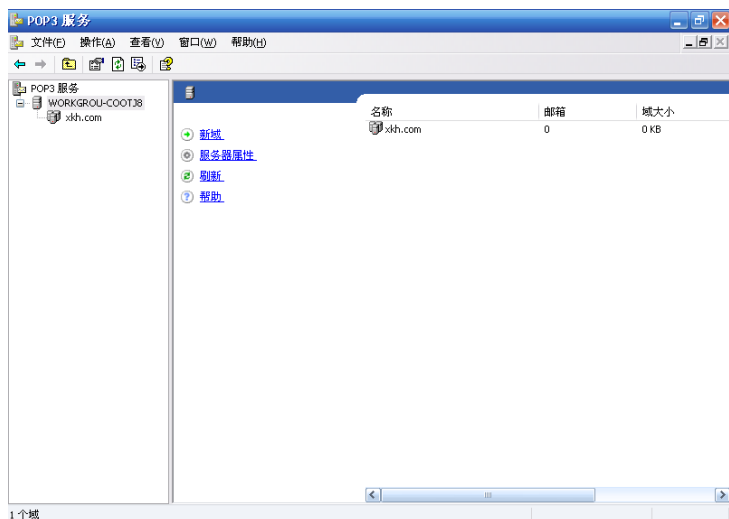 POP3 服务
文件(F) 操作(A) 查看(V) 窗口(W) 帮助(H)
POP3 服务
WORKGROU-COOTJ8
xkh.com
名称 邮箱 域大小
xkh.com 0 0 KB
新域
服务器属性
刷新
帮助
1 个域